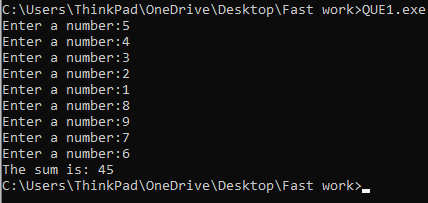 C:\Users\ThinkPad\OneDrive\Desktop\Fast work>QUE1.exe
Enter a number:5
Enter a number:4
Enter a number:3
Enter a number:2
Enter a number:1
Enter a number:8
Enter a number:9
Enter a number:7
Enter a number:6
The sum is: 45
C:\Users\ThinkPad\OneDrive\Desktop\Fast work>